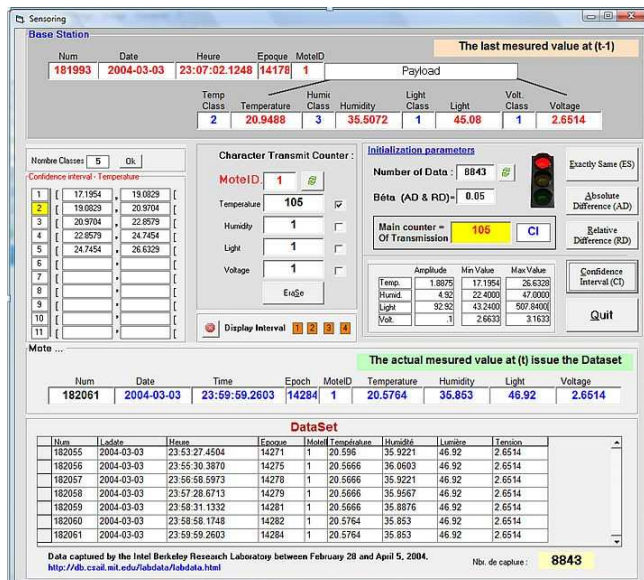 Sensoring
Base Station
The last mesured value at (t-1)
Num Date Heure Epoque MoteID
181993 2004-03-03 23:07:02.1248 14178 1 Payload
Temp Class Temperature Humic Class Humidity Light Class Light Volt. Class Voltage
2 20.9488 3 35.5072 1 45.08 1 2.6514
Nombre Classes 5 Ok
Confidence interval - Temperature
1 [ 17.1954 , 19.0829 [
2 [ 19.0829 , 20.9704 [
3 [ 20.9704 , 22.8579 [
4 [ 22.8579 , 24.7454 [
5 [ 24.7454 , 26.6329 [
6 [ , [
7 [ , [
8 [ , [
9 [ , [
10 [ , [
11 [ , [
Character Transmit Counter :
MoteID. 1
Temperature 105
Humidity 1
Light 1
Voltage 1
EraSe
Display Interval 1 2 3 4
Initialization parameters
Number of Data : 8843
Béta (AD & RD)= 0.05
Main counter = Of Transmission 105 CI
Amplitude Min Value Max Value
Temp. 1.8875 17.1954 26.6328
Humid. 4.92 22.4000 47.0000
Light 92.92 43.2400 507.8400
Volt. .1 2.6633 3.1633
Exactly Same (ES)
Absolute Difference (AD)
Relative Difference (RD)
Confidence Interval (CI)
Quit
Mote ...
The actual mesured value at (t) issue the Dataset
Num Date Time Epoch MoteID Temperature Humidity Light Voltage
182061 2004-03-03 23:59:59.2603 14284 1 20.5764 35.853 46.92 2.6514
DataSet
Num Ladate Heure Epoque MoteI Température Humidité Lumière Tension
182055 2004-03-03 23:53:27.4504 14271 1 20.596 35.9221 46.92 2.6514
182056 2004-03-03 23:55:30.3870 14275 1 20.5666 36.0603 46.92 2.6514
182057 2004-03-03 23:56:58.5973 14278 1 20.5666 35.9221 46.92 2.6514
182058 2004-03-03 23:57:28.6713 14279 1 20.5666 35.9567 46.92 2.6514
182059 2004-03-03 23:58:31.1332 14281 1 20.5666 35.8876 46.92 2.6514
182060 2004-03-03 23:58:58.1748 14282 1 20.5764 35.853 46.92 2.6514
182061 2004-03-03 23:59:59.2603 14284 1 20.5764 35.853 46.92 2.6514
Data captured by the Intel Berkeley Research Laboratory between February 28 and April 5, 2004.
http://db.csail.mit.edu/labdata/labdata.html
Nbr. de capture : 8843